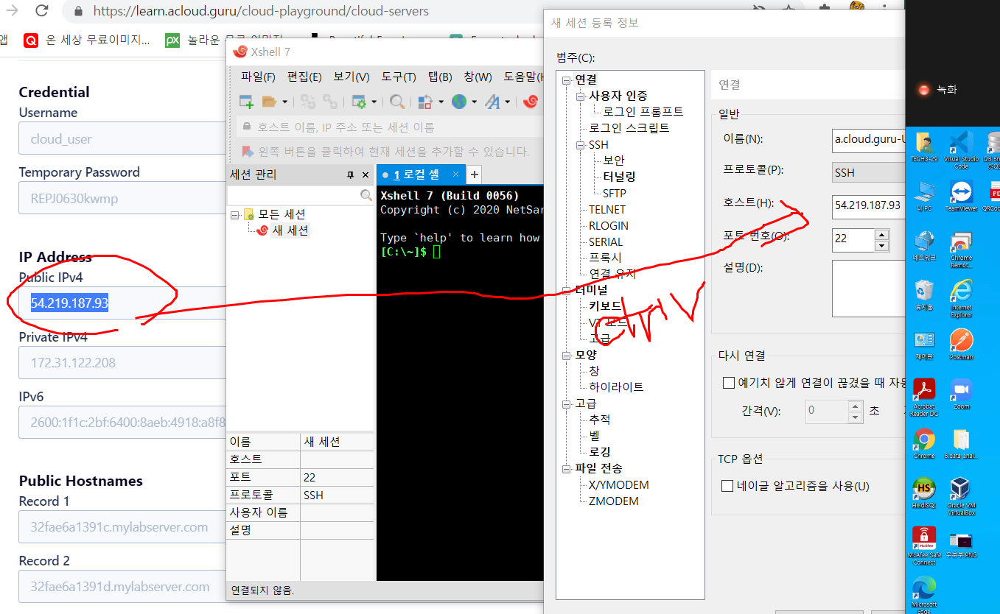 https://learn.acloud.guru/cloud-playground/cloud-servers
앱
온 세상 무료이미지...
Credential
Username
cloud_user
Temporary Password
REPJ0630kwmp
IP Address
Public IPv4
54.219.187.93
Private IPv4
172.31.122.208
IPv6
2600:1f1c:2bf:6400:8aeb:4918:a8f8
Public Hostnames
Record 1
32fae6a1391c.mylabserver.com
Record 2
32fae6a1391d.mylabserver.com
Xshell 7
파일(F) 편집(E) 보기(V) 도구(T) 탭(B) 창(W) 도움말(H
호스트 이름, IP 주소 또는 세션 이름
왼쪽 버튼을 클릭하여 현재 세션을 추가할 수 있습니다.
세션 관리
모든 세션
새 세션
이름 새 세션
호스트
포트 22
프로토콜 SSH
사용자 이름
설명
연결되지 않음.
1 로컬 셸
Xshell 7 (Build 0056)
Copyright (c) 2020 NetSar
Type `help' to learn how
[C:\~]$
새 세션 등록 정보
범주(C):
연결
사용자 인증
로그인 프롬프트
로그인 스크립트
SSH
보안
터널링
SFTP
TELNET
RLOGIN
SERIAL
프록시
연결 유지
터미널
키보드
VT 모드
고급
모양
창
하이라이트
고급
추적
벨
로깅
파일 전송
X/YMODEM
ZMODEM
ctrl V
연결
일반
이름(N):
a.cloud.guru-U
프로토콜(P):
SSH
호스트(H):
54.219.187.93
포트 번호(O):
22
설명(D):
다시 연결
예기치 않게 연결이 끊겼을 때 자동
간격(V): 0 초
TCP 옵션
네이글 알고리즘을 사용(U)
녹화
TECH3-29
Visual Studio Code
내 PC
TeamViewer
네트워크
Chrome Remot...
휴지통
Internet Explorer
제어판
Postman
Acrobat Reader DC
Zoom
Chrome
6.data_anal...
HeidiSQL
Oracle VM VirtualBox
McAfee Safe Connect
Microsoft Edge